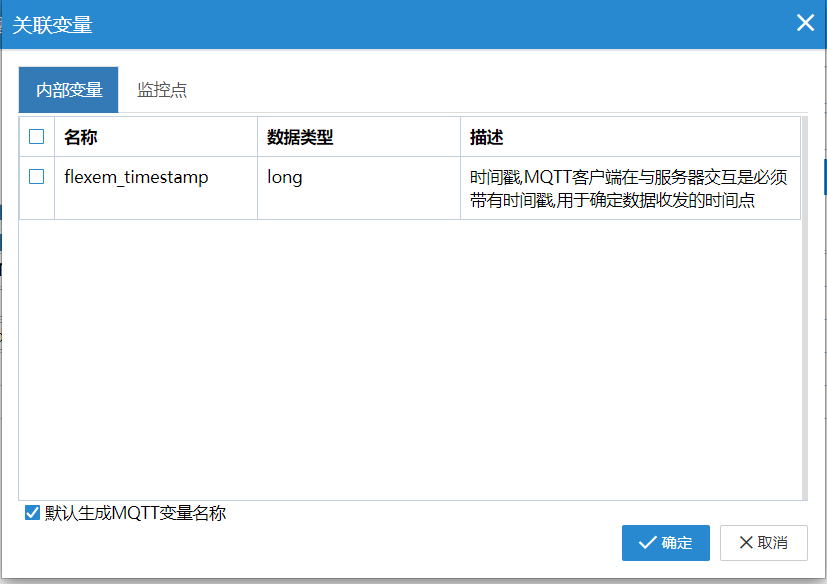 关联变量
内部变量 监控点
名称 数据类型 描述
flexem_timestamp long 时间戳,MQTT客户端在与服务器交互是必须
带有时间戳,用于确定数据收发的时间点
默认生成MQTT变量名称
确定 取消